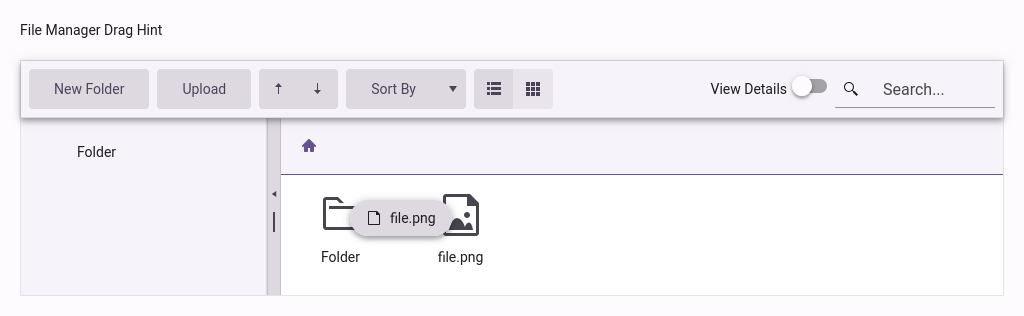 File Manager Drag Hint
New Folder Upload Sort By View Details Search...
Folder
file.png
Folder file.png